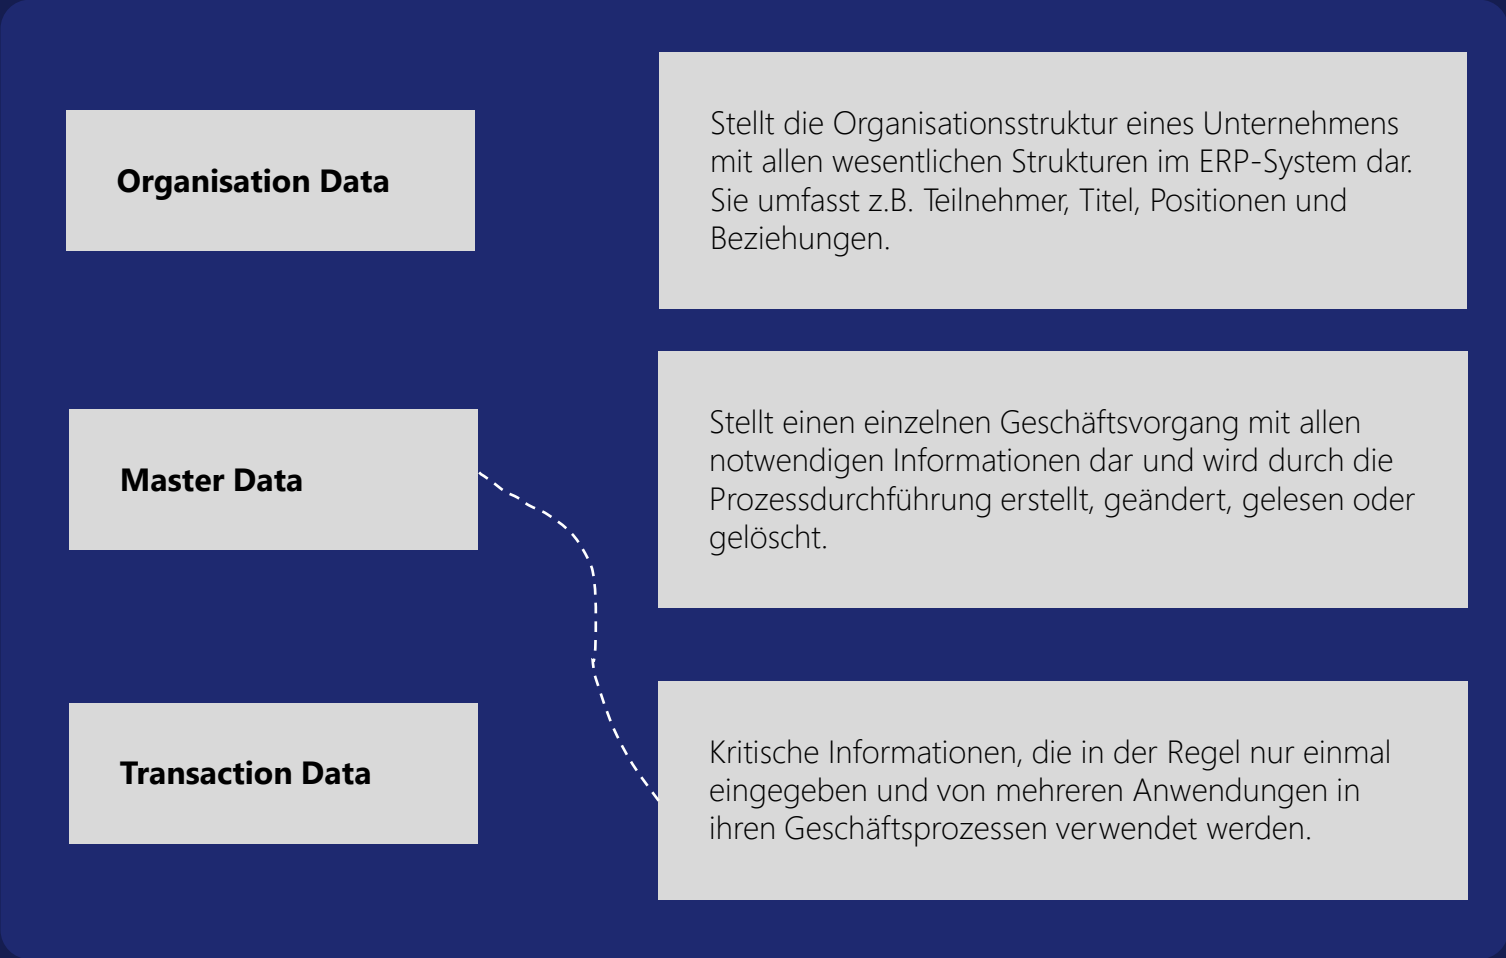 Organisation Data
Stellt die Organisationsstruktur eines Unternehmens
mit allen wesentlichen Strukturen im ERP-System dar.
Sie umfasst z.B. Teilnehmer, Titel, Positionen und
Beziehungen.
Master Data
Stellt einen einzelnen Geschäftsvorgang mit allen
notwendigen Informationen dar und wird durch die
Prozessdurchführung erstellt, geändert, gelesen oder
gelöscht.
Transaction Data
Kritische Informationen, die in der Regel nur einmal
eingegeben und von mehreren Anwendungen in
ihren Geschäftsprozessen verwendet werden.